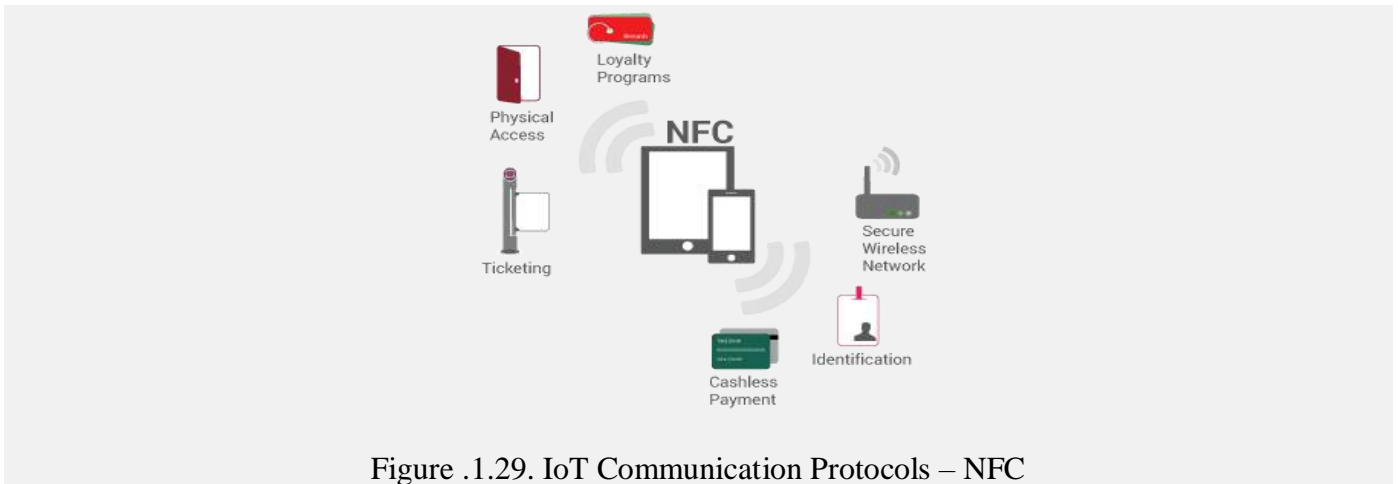 Rewards
Loyalty
Programs
Physical
Access
NFC
Ticketing
Secure
Wireless
Network
Identification
Cashless
Payment
Figure .1.29. IoT Communication Protocols – NFC